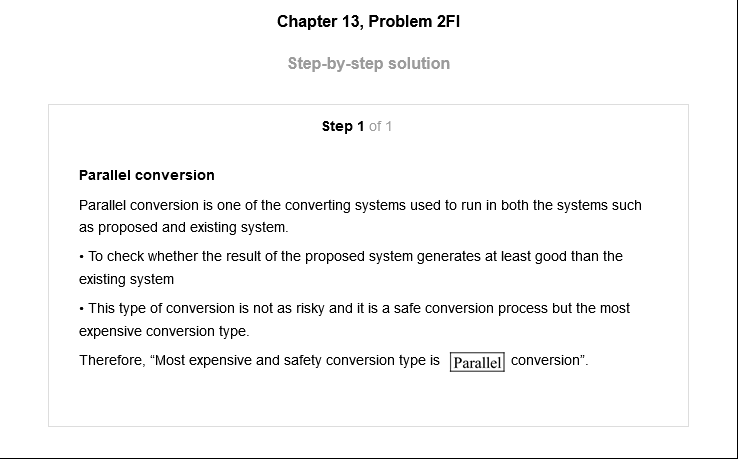 Chapter 13, Problem 2FI
Step-by-step solution
Step 1 of 1
Parallel conversion
Parallel conversion is one of the converting systems used to run in both the systems such
as proposed and existing system.
• To check whether the result of the proposed system generates at least good than the
existing system
• This type of conversion is not as risky and it is a safe conversion process but the most
expensive conversion type.
Therefore, “Most expensive and safety conversion type is Parallel conversion”.